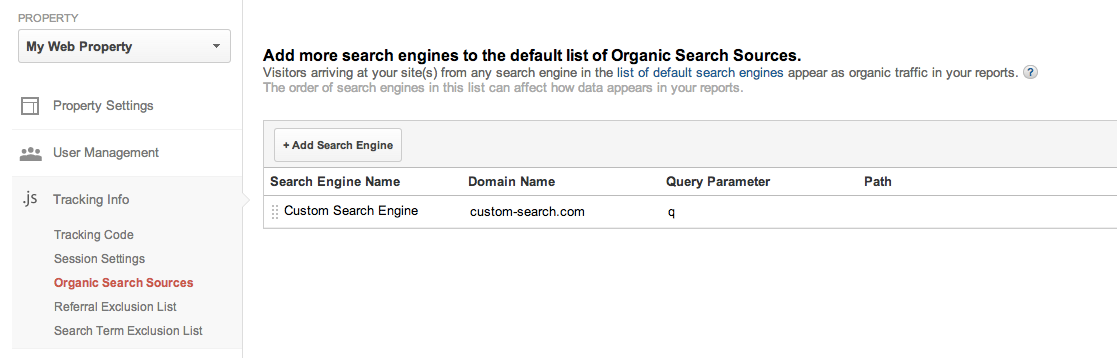 PROPERTY
My Web Property
Property Settings
User Management
.js Tracking Info
Tracking Code
Session Settings
Organic Search Sources
Referral Exclusion List
Search Term Exclusion List
Add more search engines to the default list of Organic Search Sources.
Visitors arriving at your site(s) from any search engine in the list of default search engines appear as organic traffic in your reports. ?
The order of search engines in this list can affect how data appears in your reports.
+ Add Search Engine
Search Engine Name Domain Name Query Parameter Path
Custom Search Engine custom-search.com q